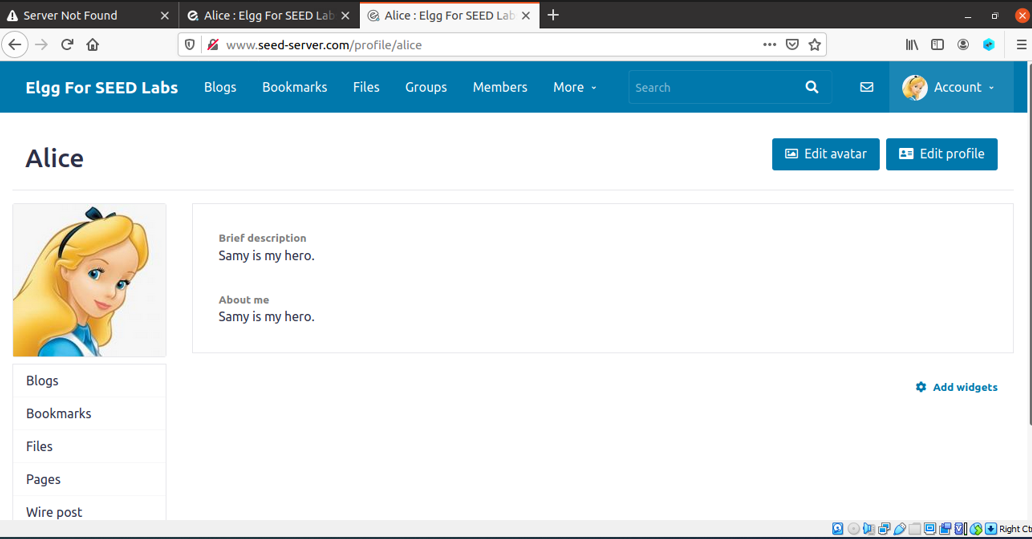 Server Not Found
Alice : Elgg For SEED Lab
Alice : Elgg For SEED Lab
www.seed-server.com/profile/alice
Elgg For SEED Labs Blogs Bookmarks Files Groups Members More Search Account
Alice
Edit avatar Edit profile
Brief description
Samy is my hero.
About me
Samy is my hero.
Add widgets
Blogs
Bookmarks
Files
Pages
Wire post
Right Ct